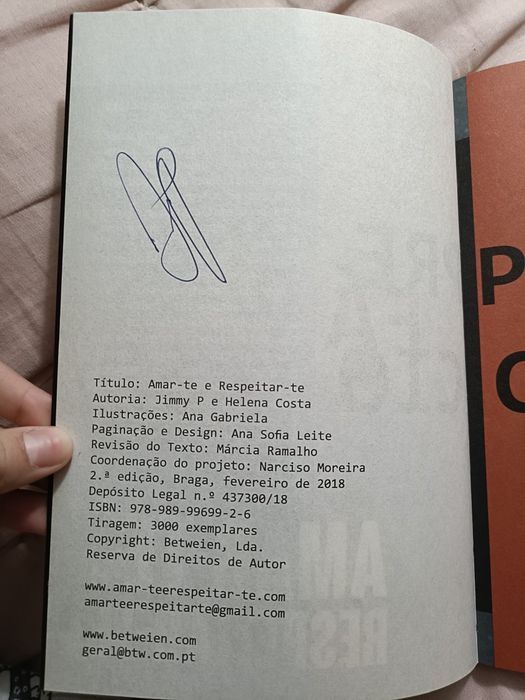 Título: Amar-te e Respeitar-te
Autoria: Jimmy P e Helena Costa
Ilustrações: Ana Gabriela
Paginação e Design: Ana Sofia Leite
Revisão do Texto: Márcia Ramalho
Coordenação do projeto: Narciso Moreira
2.ª edição, Braga, fevereiro de 2018
Depósito Legal n.º 437300/18
ISBN: 978-989-99699-2-6
Tiragem: 3000 exemplares
Copyright: Betweien, Lda.
Reserva de Direitos de Autor
www.amar-teerespeitar-te.com
amarteerespeitarte@gmail.com
www.betweien.com
geral@btw.com.pt